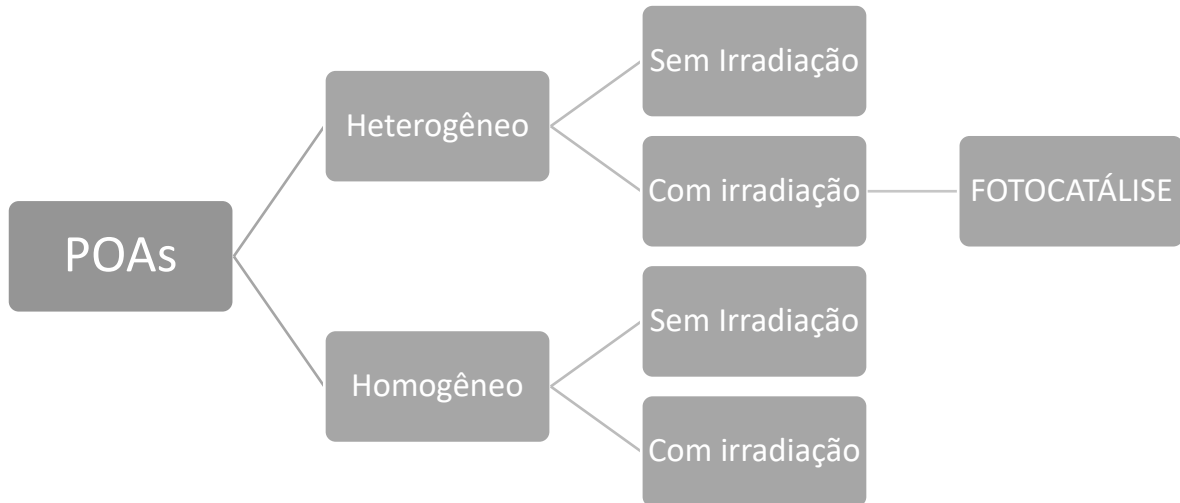 POAs
Heterogêneo
Sem Irradiação
Com irradiação
FOTOCATÁLISE
Homogêneo
Sem Irradiação
Com irradiação